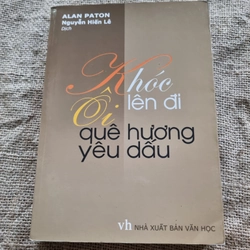 ALAN PATON
Nguyễn Hiến Lê
Dịch
Khóc
lên đi
Ôi
quê hương
yêu dấu
vh NHÀ XUẤT BẢN VĂN HỌC